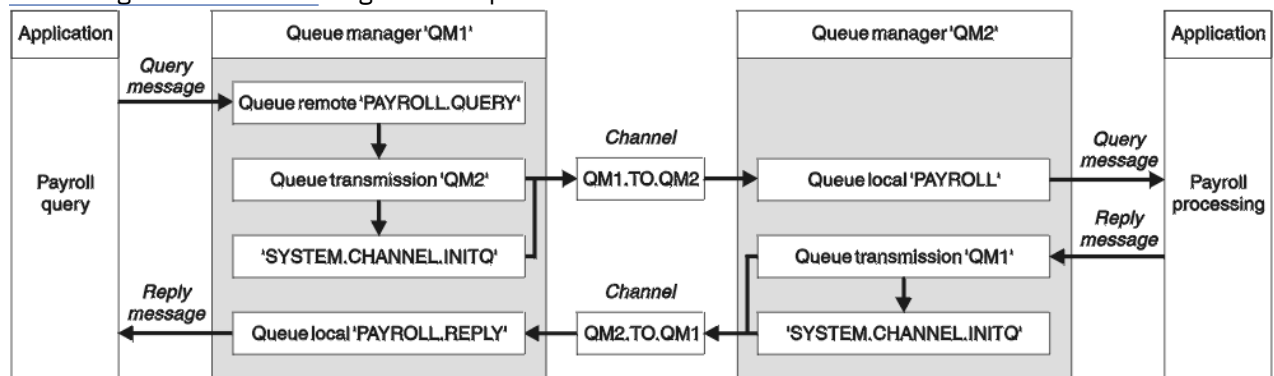 Application
Queue manager 'QM1'
Queue manager 'QM2'
Application
Query
message
Queue remote 'PAYROLL.QUERY'
Channel
Query
message
Payroll
query
Queue transmission 'QM2'
QM1.TO.QM2
Queue local 'PAYROLL'
Payroll
processing
Reply
message
'SYSTEM.CHANNEL.INITQ'
Queue transmission 'QM1'
Reply
message
Channel
Queue local 'PAYROLL.REPLY'
QM2.TO.QM1
'SYSTEM.CHANNEL.INITQ'